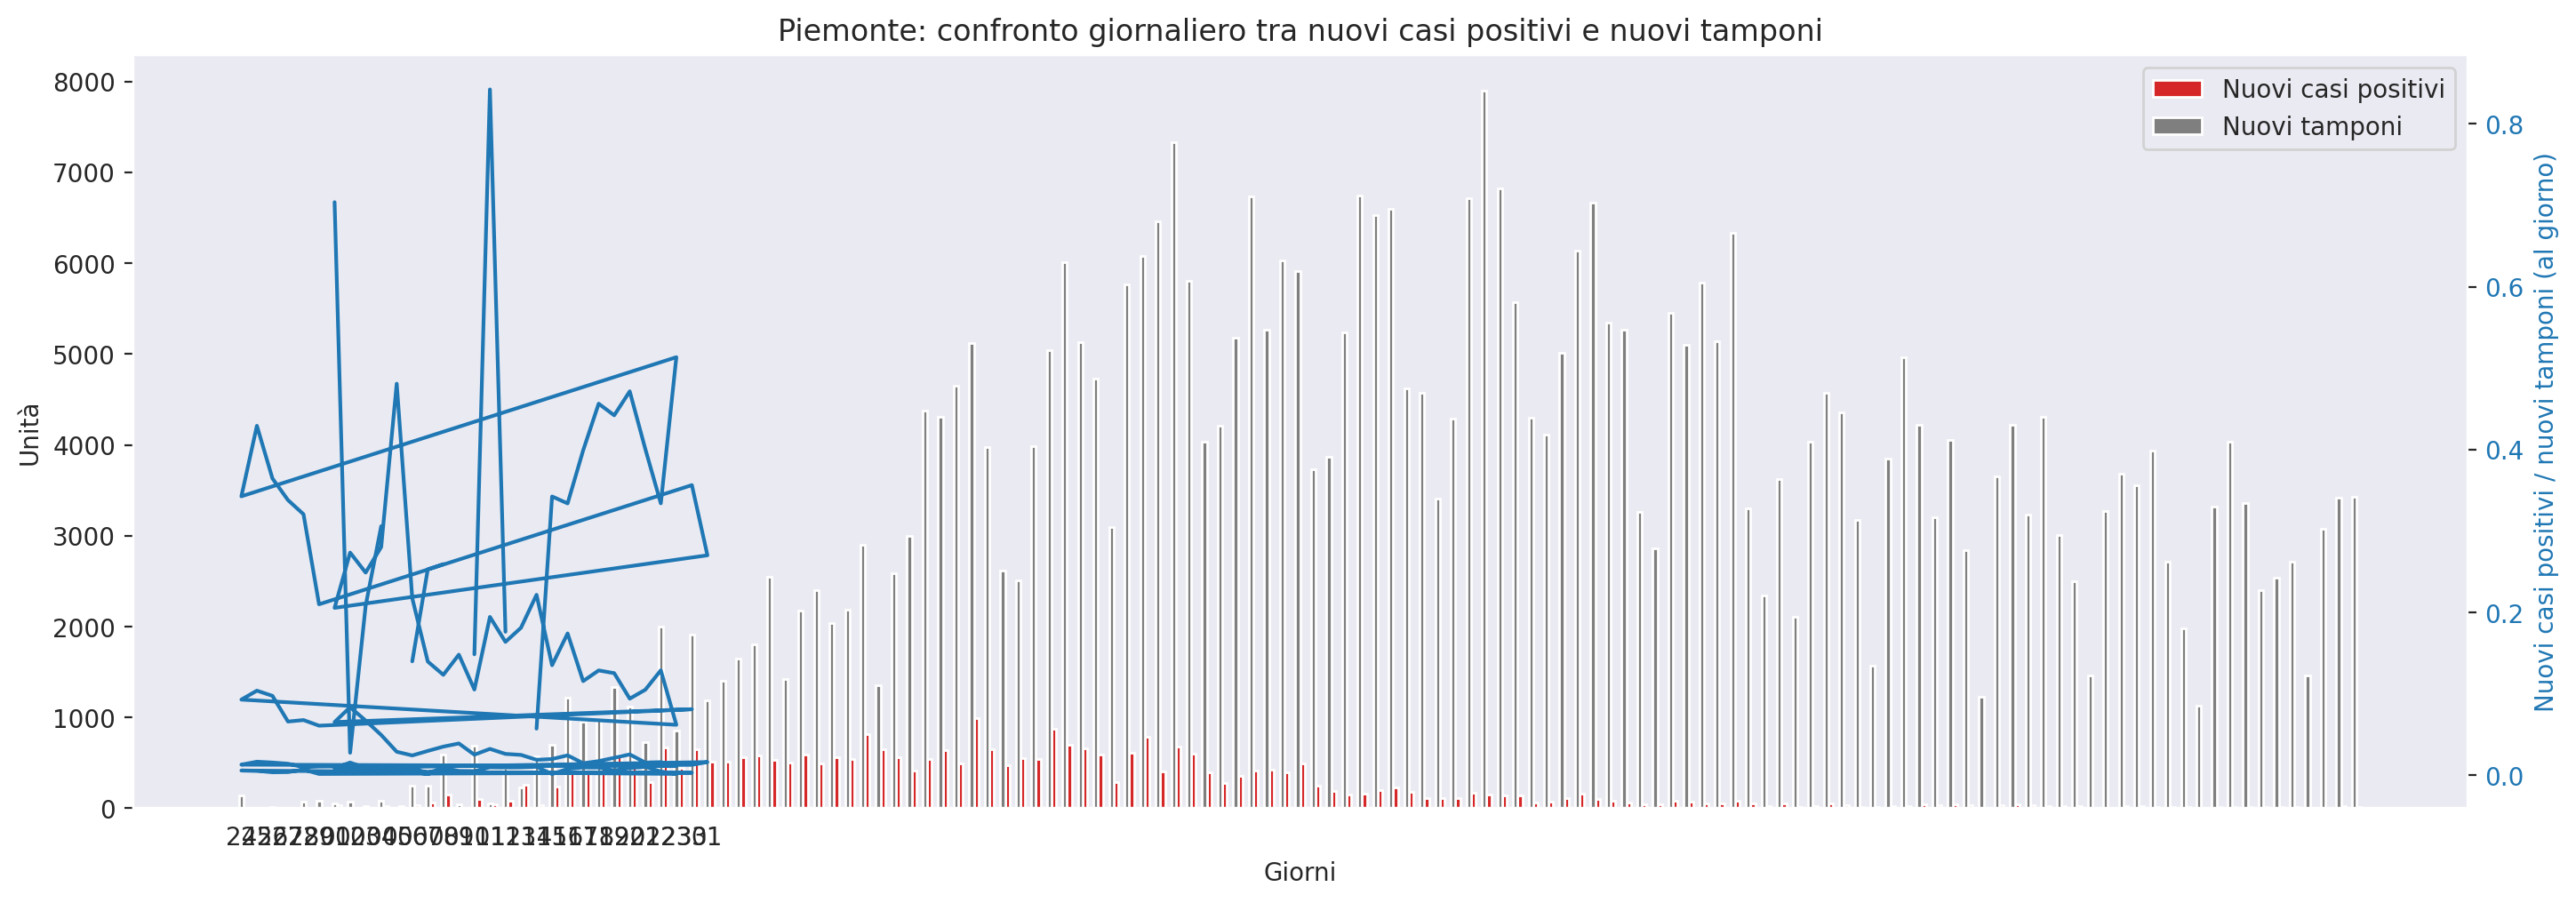 Piemonte: confronto giornaliero tra nuovi casi positivi e nuovi tamponi
Nuovi casi positivi
Nuovi tamponi
8000
7000
6000
5000
4000
3000
2000
1000
0
Unità
0.8
0.6
0.4
0.2
0.0
Nuovi casi positivi / nuovi tamponi (al giorno)
Giorni